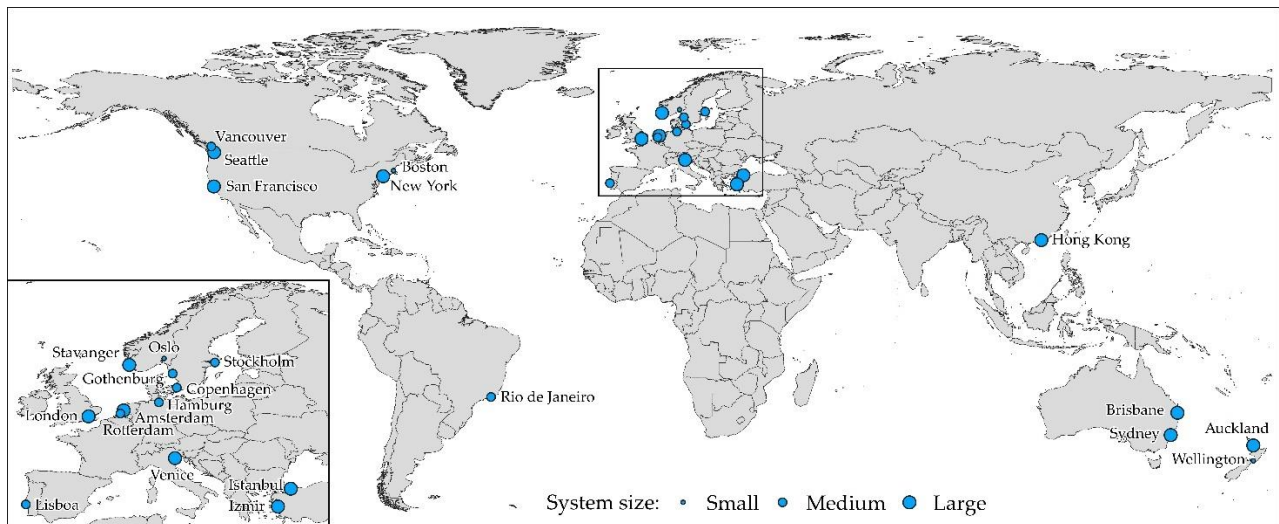 Vancouver
Seattle
San Francisco
Boston
New York
Hong Kong
Stavanger
Oslo
Stockholm
Gothenburg
Copenhagen
Hamburg
London
Amsterdam
Rotterdam
Venice
Istanbul
Izmir
Lisboa
Rio de Janeiro
Brisbane
Sydney
Auckland
Wellington
System size: Small Medium Large